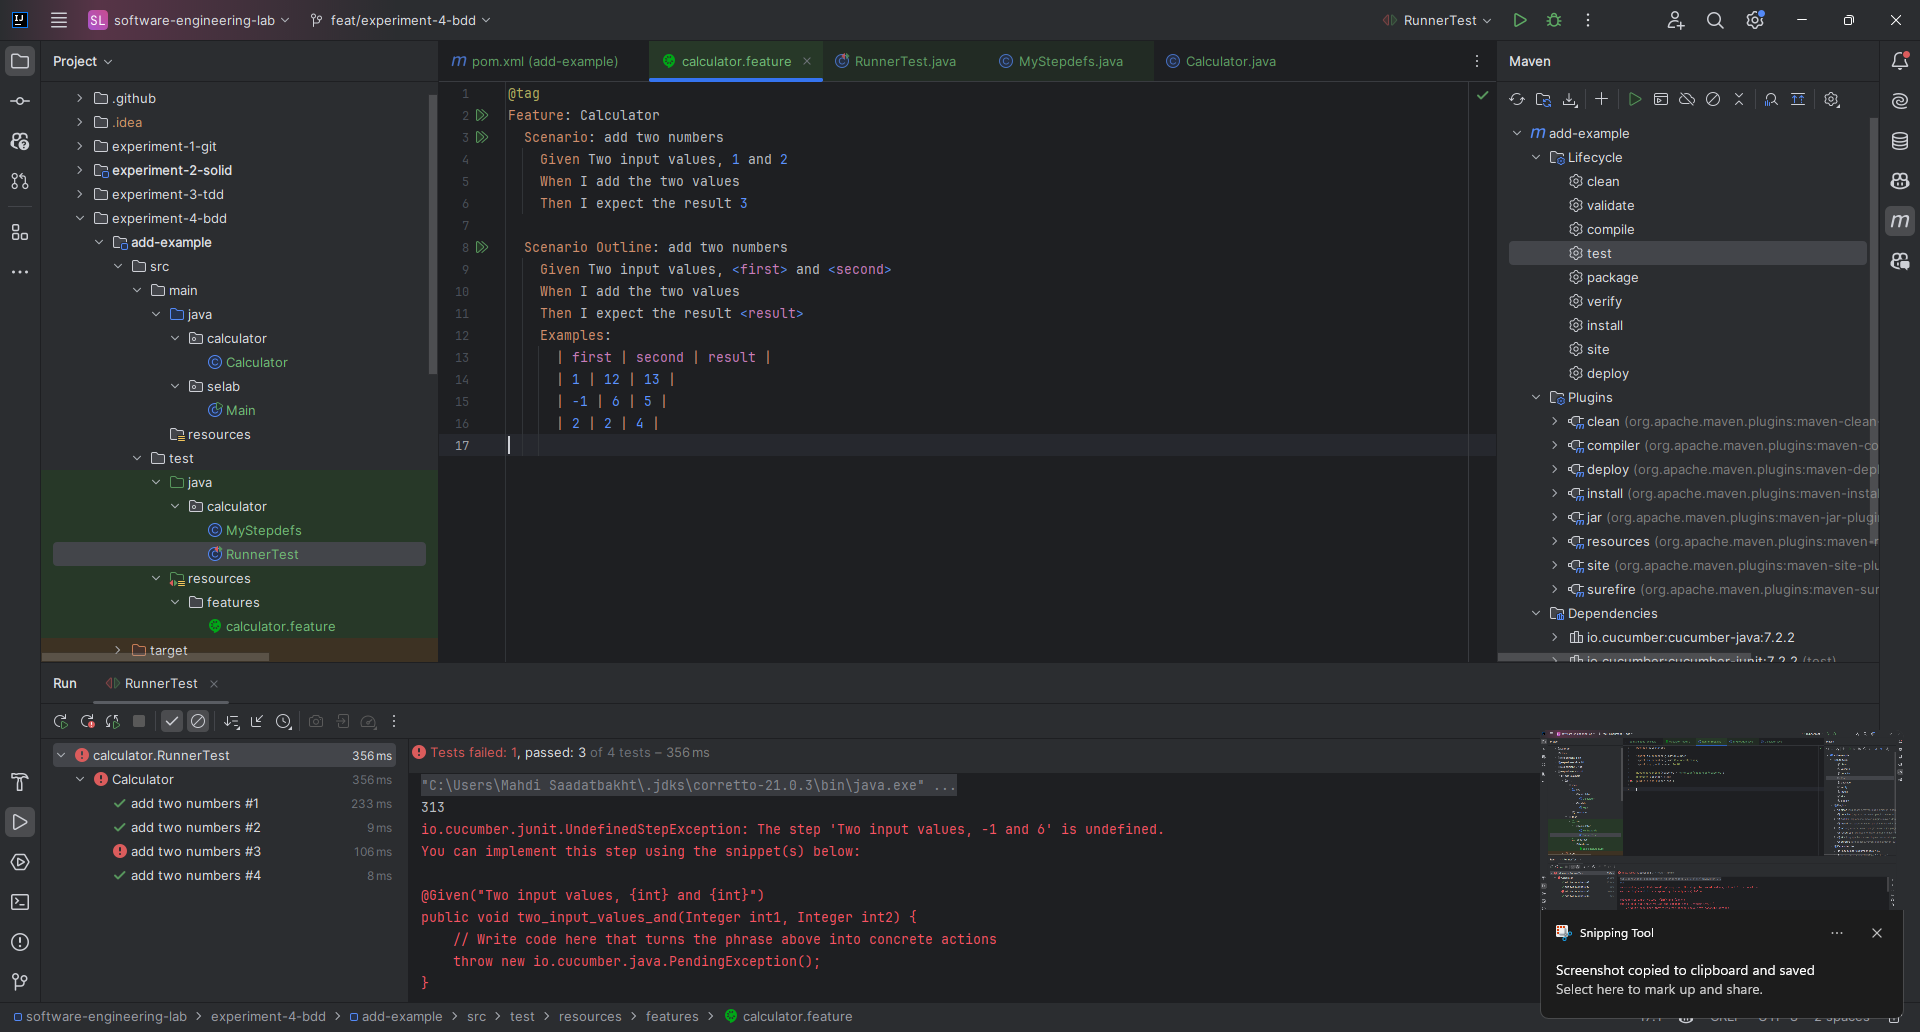 SL software-engineering-lab feat/experiment-4-bdd RunnerTest
Project
.github
.idea
experiment-1-git
experiment-2-solid
experiment-3-tdd
experiment-4-bdd
add-example
src
main
java
calculator
Calculator
selab
Main
resources
test
java
calculator
MyStepdefs
RunnerTest
resources
features
calculator.feature
target
pom.xml (add-example) calculator.feature RunnerTest.java MyStepdefs.java Calculator.java
1 @tag
2 Feature: Calculator
3 Scenario: add two numbers
4 Given Two input values, 1 and 2
5 When I add the two values
6 Then I expect the result 3
7
8 Scenario Outline: add two numbers
9 Given Two input values, <first> and <second>
10 When I add the two values
11 Then I expect the result <result>
12 Examples:
13 | first | second | result |
14 | 1 | 12 | 13 |
15 | -1 | 6 | 5 |
16 | 2 | 2 | 4 |
17
Maven
add-example
Lifecycle
clean
validate
compile
test
package
verify
install
site
deploy
Plugins
clean (org.apache.maven.plugins:maven-clean
compiler (org.apache.maven.plugins:maven-co
deploy (org.apache.maven.plugins:maven-depl
install (org.apache.maven.plugins:maven-instal
jar (org.apache.maven.plugins:maven-jar-plugi
resources (org.apache.maven.plugins:maven-r
site (org.apache.maven.plugins:maven-site-plu
surefire (org.apache.maven.plugins:maven-sur
Dependencies
io.cucumber:cucumber-java:7.2.2
io.cucumber:cucumber-junit:7.2.2 (test)
Run RunnerTest
calculator.RunnerTest 356 ms
Calculator 356 ms
add two numbers #1 233 ms
add two numbers #2 9 ms
add two numbers #3 106 ms
add two numbers #4 8 ms
Tests failed: 1, passed: 3 of 4 tests – 356 ms
"C:\Users\Mahdi Saadatbakht\.jdks\corretto-21.0.3\bin\java.exe" ...
313
io.cucumber.junit.UndefinedStepException: The step 'Two input values, -1 and 6' is undefined.
You can implement this step using the snippet(s) below:
@Given("Two input values, {int} and {int}")
public void two_input_values_and(Integer int1, Integer int2) {
// Write code here that turns the phrase above into concrete actions
throw new io.cucumber.java.PendingException();
}
Snipping Tool
Screenshot copied to clipboard and saved
Select here to mark up and share.
software-engineering-lab > experiment-4-bdd > add-example > src > test > resources > features > calculator.feature